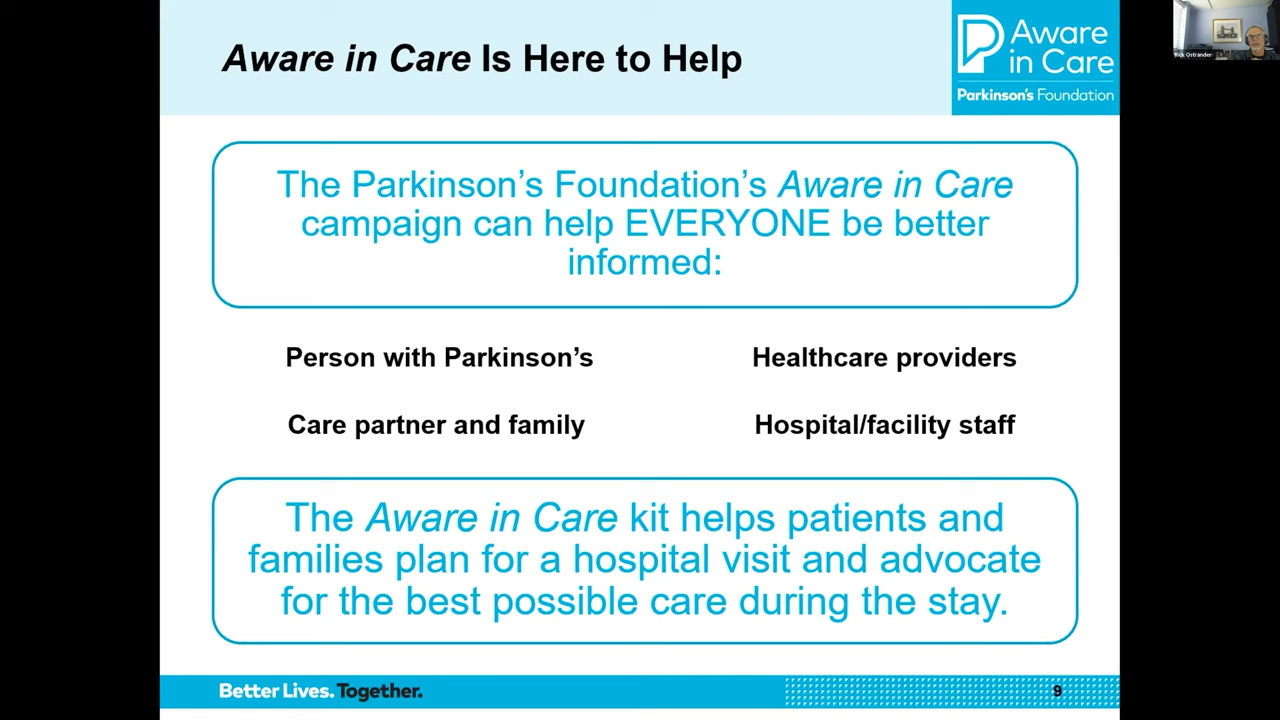 Aware in Care Is Here to Help
Aware
in Care
Parkinson's Foundation
Rick Ostrander
The Parkinson's Foundation's Aware in Care
campaign can help EVERYONE be better
informed:
Person with Parkinson's
Healthcare providers
Care partner and family
Hospital/facility staff
The Aware in Care kit helps patients and
families plan for a hospital visit and advocate
for the best possible care during the stay.
Better Lives. Together.
9